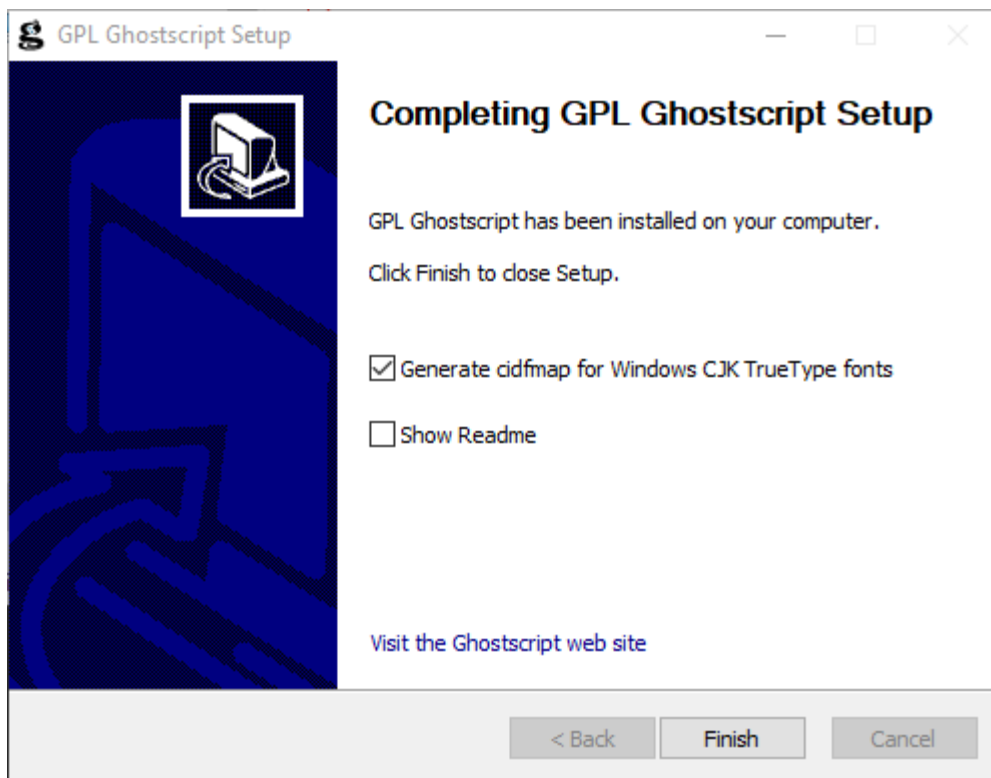 GPL Ghostscript Setup
Completing GPL Ghostscript Setup
GPL Ghostscript has been installed on your computer.
Click Finish to close Setup.
Generate cidfmap for Windows CJK TrueType fonts
Show Readme
Visit the Ghostscript web site
< Back Finish Cancel